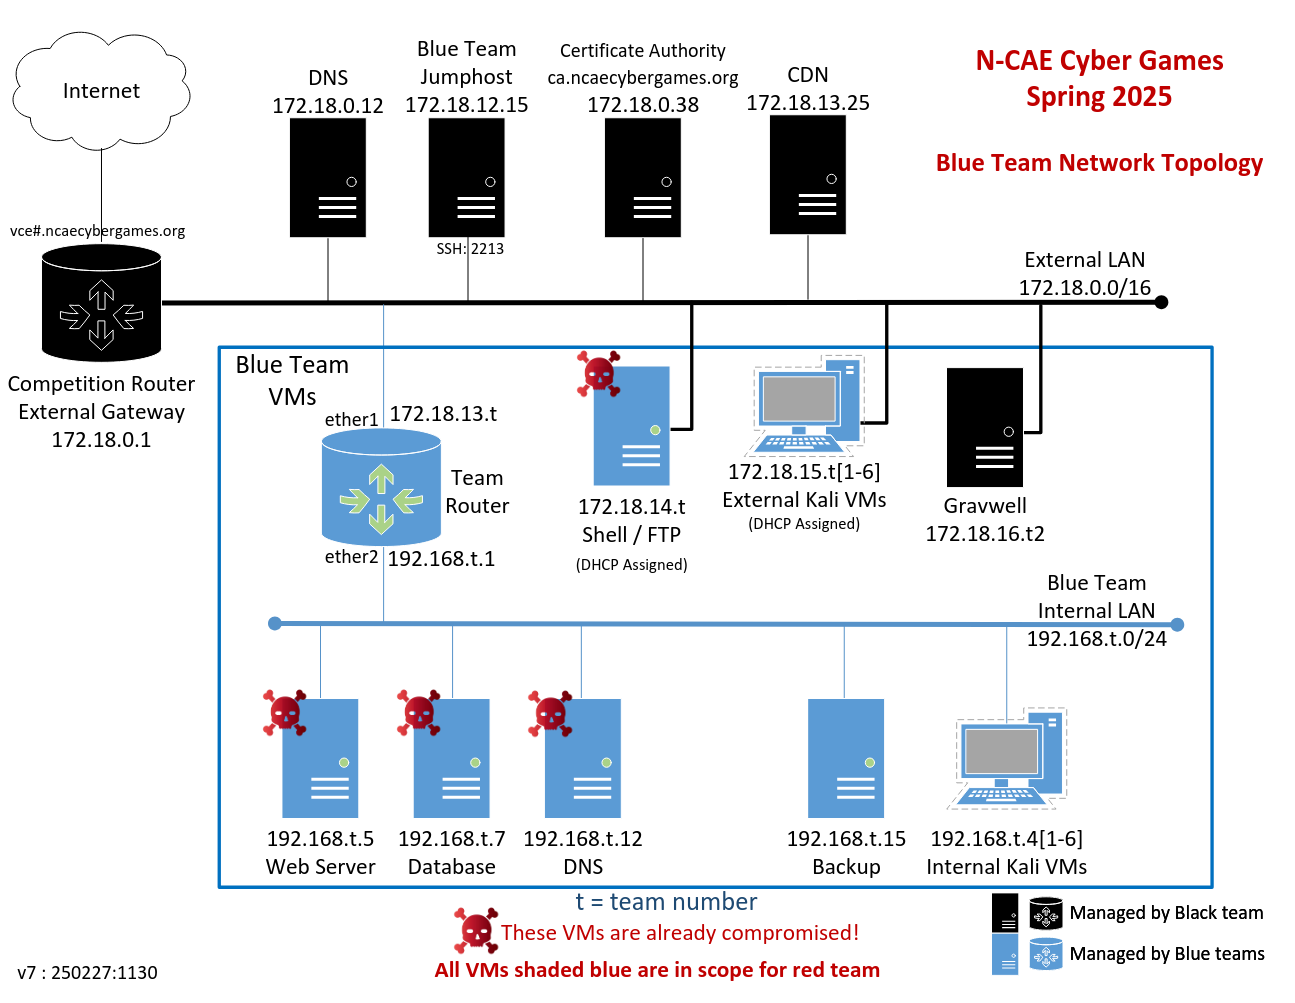 N-CAE Cyber Games
Spring 2025
Blue Team Network Topology
Internet
vce#.ncaecybergames.org
Competition Router
External Gateway
172.18.0.1
DNS
172.18.0.12
Blue Team
Jumphost
172.18.12.15
SSH: 2213
Certificate Authority
ca.ncaecybergames.org
172.18.0.38
CDN
172.18.13.25
External LAN
172.18.0.0/16
Blue Team
VMs
ether1
172.18.13.t
Team
Router
ether2
192.168.t.1
172.18.14.t
Shell / FTP
(DHCP Assigned)
172.18.15.t[1-6]
External Kali VMs
(DHCP Assigned)
Gravwell
172.18.16.t2
Blue Team
Internal LAN
192.168.t.0/24
192.168.t.5
Web Server
192.168.t.7
Database
192.168.t.12
DNS
192.168.t.15
Backup
192.168.t.4[1-6]
Internal Kali VMs
t = team number
These VMs are already compromised!
All VMs shaded blue are in scope for red team
Managed by Black team
Managed by Blue teams
v7 : 250227:1130